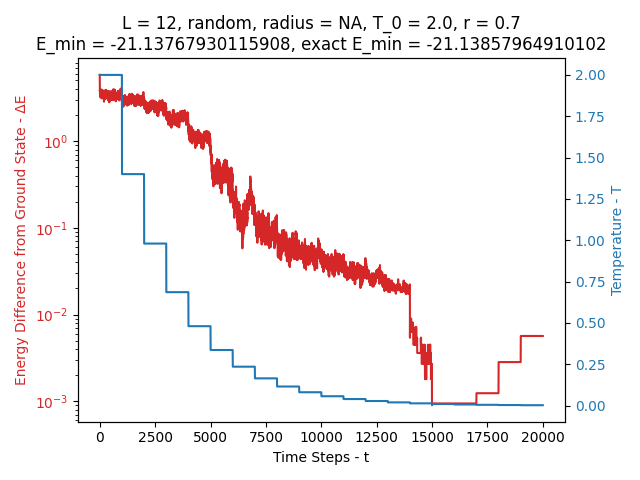 L = 12, random, radius = NA, T_0 = 2.0, r = 0.7
E_min = -21.13767930115908, exact E_min = -21.13857964910102
Energy Difference from Ground State - ΔE
10⁰
10⁻¹
10⁻²
10⁻³
2.00
1.75
1.50
1.25
1.00
0.75
0.50
0.25
0.00
Temperature - T
0 2500 5000 7500 10000 12500 15000 17500 20000
Time Steps - t